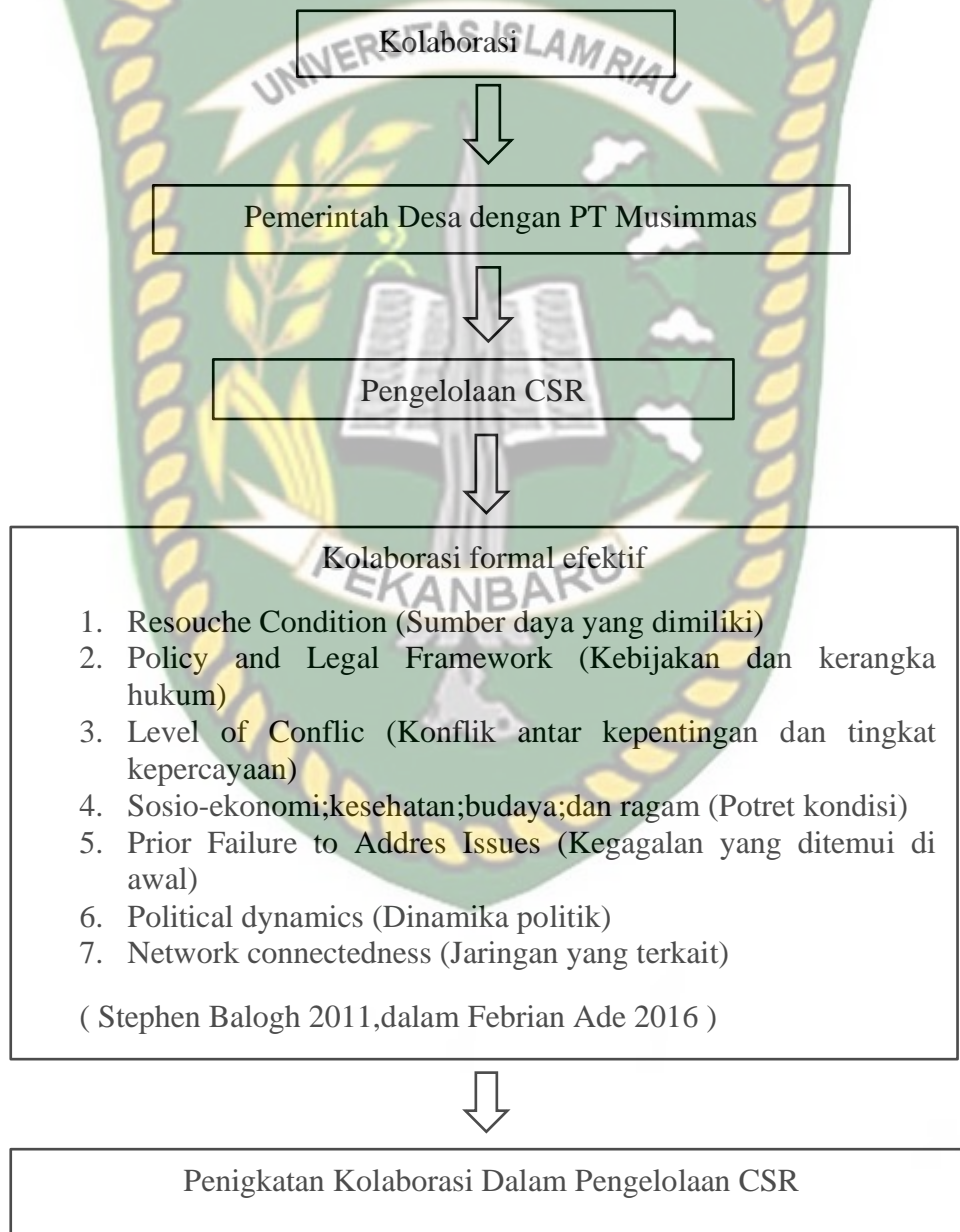 Kolaborasi
UNIVERSITAS ISLAM RIAU
Pemerintah Desa dengan PT Musimmas
Pengelolaan CSR
Kolaborasi formal efektif
PEKANBARU
1. Resouche Condition (Sumber daya yang dimiliki)
2. Policy and Legal Framework (Kebijakan dan kerangka
hukum)
3. Level of Conflic (Konflik antar kepentingan dan tingkat
kepercayaan)
4. Sosio-ekonomi;kesehatan;budaya;dan ragam (Potret kondisi)
5. Prior Failure to Addres Issues (Kegagalan yang ditemui di
awal)
6. Political dynamics (Dinamika politik)
7. Network connectedness (Jaringan yang terkait)
( Stephen Balogh 2011,dalam Febrian Ade 2016 )
Penigkatan Kolaborasi Dalam Pengelolaan CSR